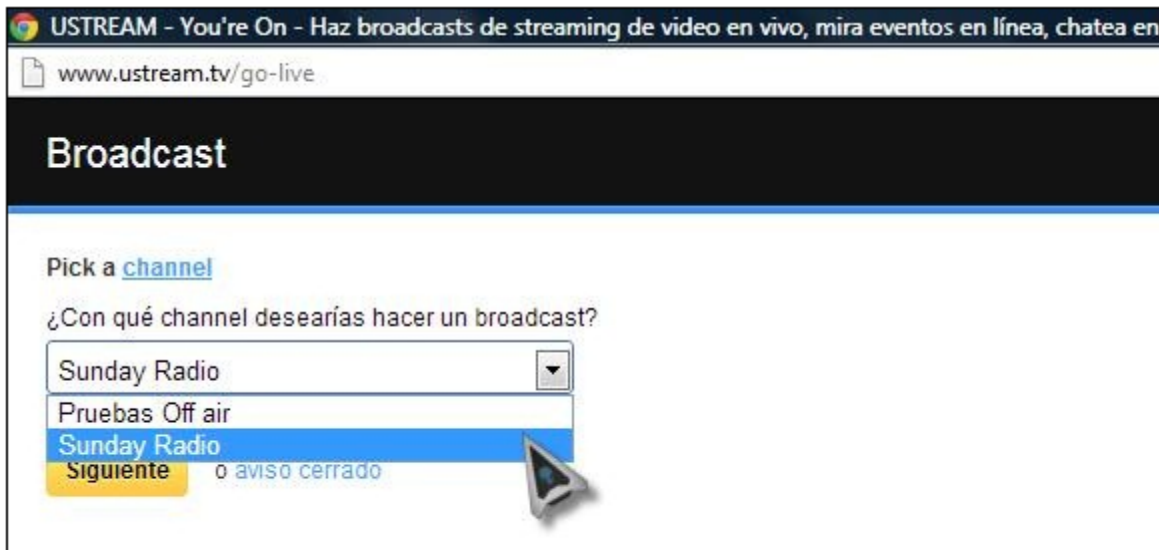 USTREAM - You're On - Haz broadcasts de streaming de video en vivo, mira eventos en línea, chatea en
www.ustream.tv/go-live
Broadcast
Pick a channel
¿Con qué channel desearías hacer un broadcast?
Sunday Radio
Pruebas Off air
Sunday Radio
Siguiente o aviso cerrado